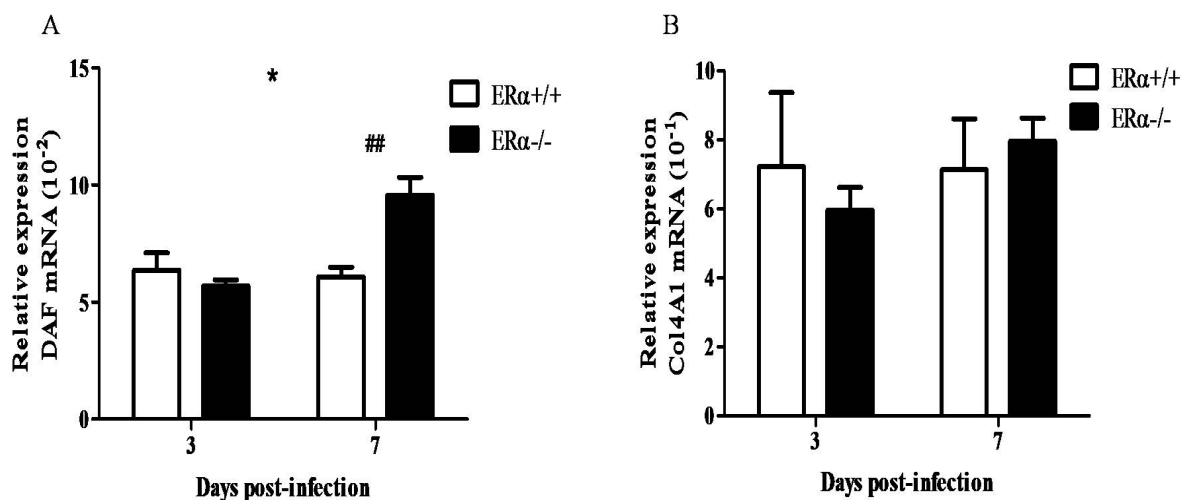 A
Relative expression
DAF mRNA (10⁻²)
15
10
5
0
*
##
ERα+/+
ERα-/-
3
7
Days post-infection
B
Relative expression
Col4A1 mRNA (10⁻¹)
10
8
6
4
2
0
ERα+/+
ERα-/-
3
7
Days post-infection